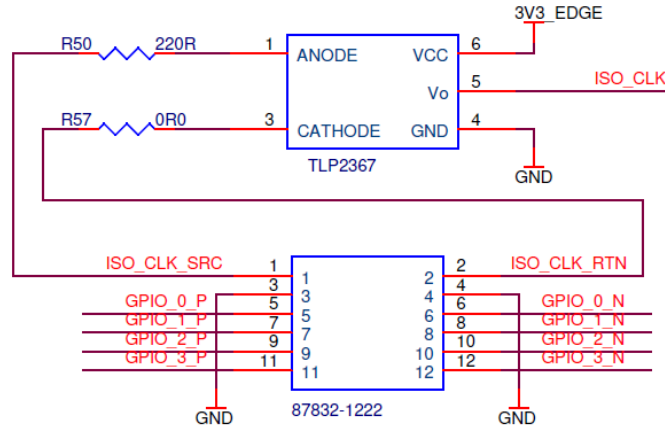 3V3_EDGE
R50 220R 1 ANODE VCC 6
Vo 5 ISO_CLK
R57 0R0 3 CATHODE GND 4
TLP2367
GND
ISO_CLK_SRC 1 1 2 2 ISO_CLK_RTN
3 3 4 4
GPIO_0_P 5 5 6 6 GPIO_0_N
GPIO_1_P 7 7 8 8 GPIO_1_N
GPIO_2_P 9 9 10 10 GPIO_2_N
GPIO_3_P 11 11 12 12 GPIO_3_N
GND 87832-1222 GND